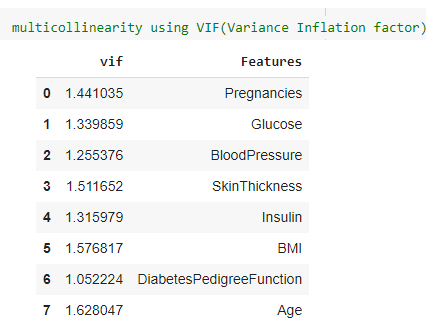 multicollinearity using VIF(Variance Inflation factor)
vif Features
0 1.441035 Pregnancies
1 1.339859 Glucose
2 1.255376 BloodPressure
3 1.511652 SkinThickness
4 1.315979 Insulin
5 1.576817 BMI
6 1.052224 DiabetesPedigreeFunction
7 1.628047 Age